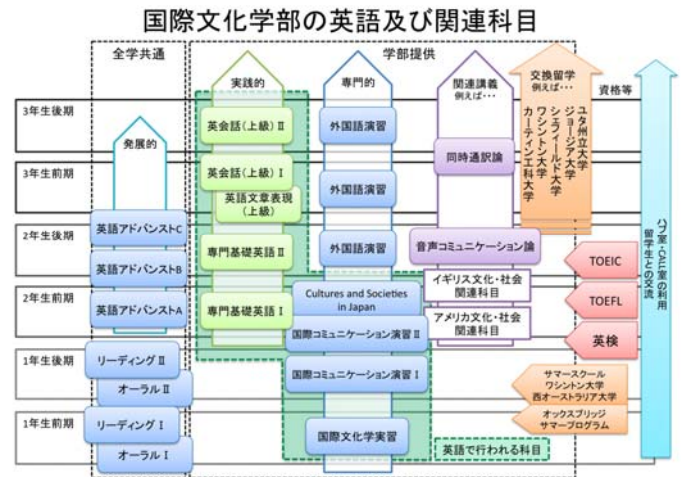 国際文化学部の英語及び関連科目
全学共通
学部提供
実践的
専門的
関連講義
例えば…
交換留学
例えば…
資格等
発展的
3年生後期
3年生前期
2年生後期
2年生前期
1年生後期
1年生前期
英会話(上級)Ⅱ
英会話(上級)Ⅰ
英語文章表現
(上級)
専門基礎英語Ⅱ
専門基礎英語Ⅰ
外国語演習
外国語演習
外国語演習
Cultures and Societies
in Japan
国際コミュニケーション演習Ⅱ
国際コミュニケーション演習Ⅰ
国際文化学実習
同時通訳論
音声コミュニケーション論
イギリス文化・社会
関連科目
アメリカ文化・社会
関連科目
ユタ州立大学
ジョージア大学
シェフィールド大学
ワシントン大学
カーティン工科大学
英語アドバンストC
英語アドバンストB
英語アドバンストA
リーディングⅡ
オーラルⅡ
リーディングⅠ
オーラルⅠ
TOEIC
TOEFL
英検
サマースクール
ワシントン大学
西オーストラリア大学
オックスブリッジ
サマープログラム
英語で行われる科目
ハブ室・CALL室の利用
留学生との交流